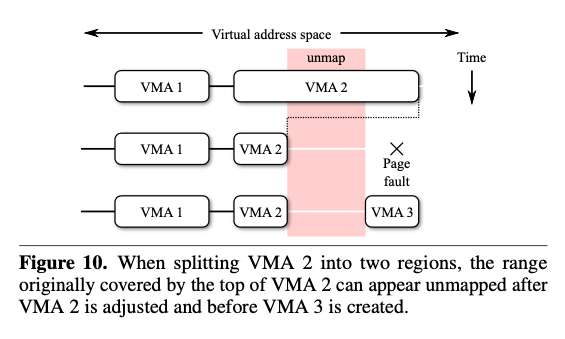 Virtual address space
unmap
Time
VMA 1
VMA 2
VMA 1
VMA 2
Page
fault
VMA 1
VMA 2
VMA 3
Figure 10. When splitting VMA 2 into two regions, the range
originally covered by the top of VMA 2 can appear unmapped after
VMA 2 is adjusted and before VMA 3 is created.